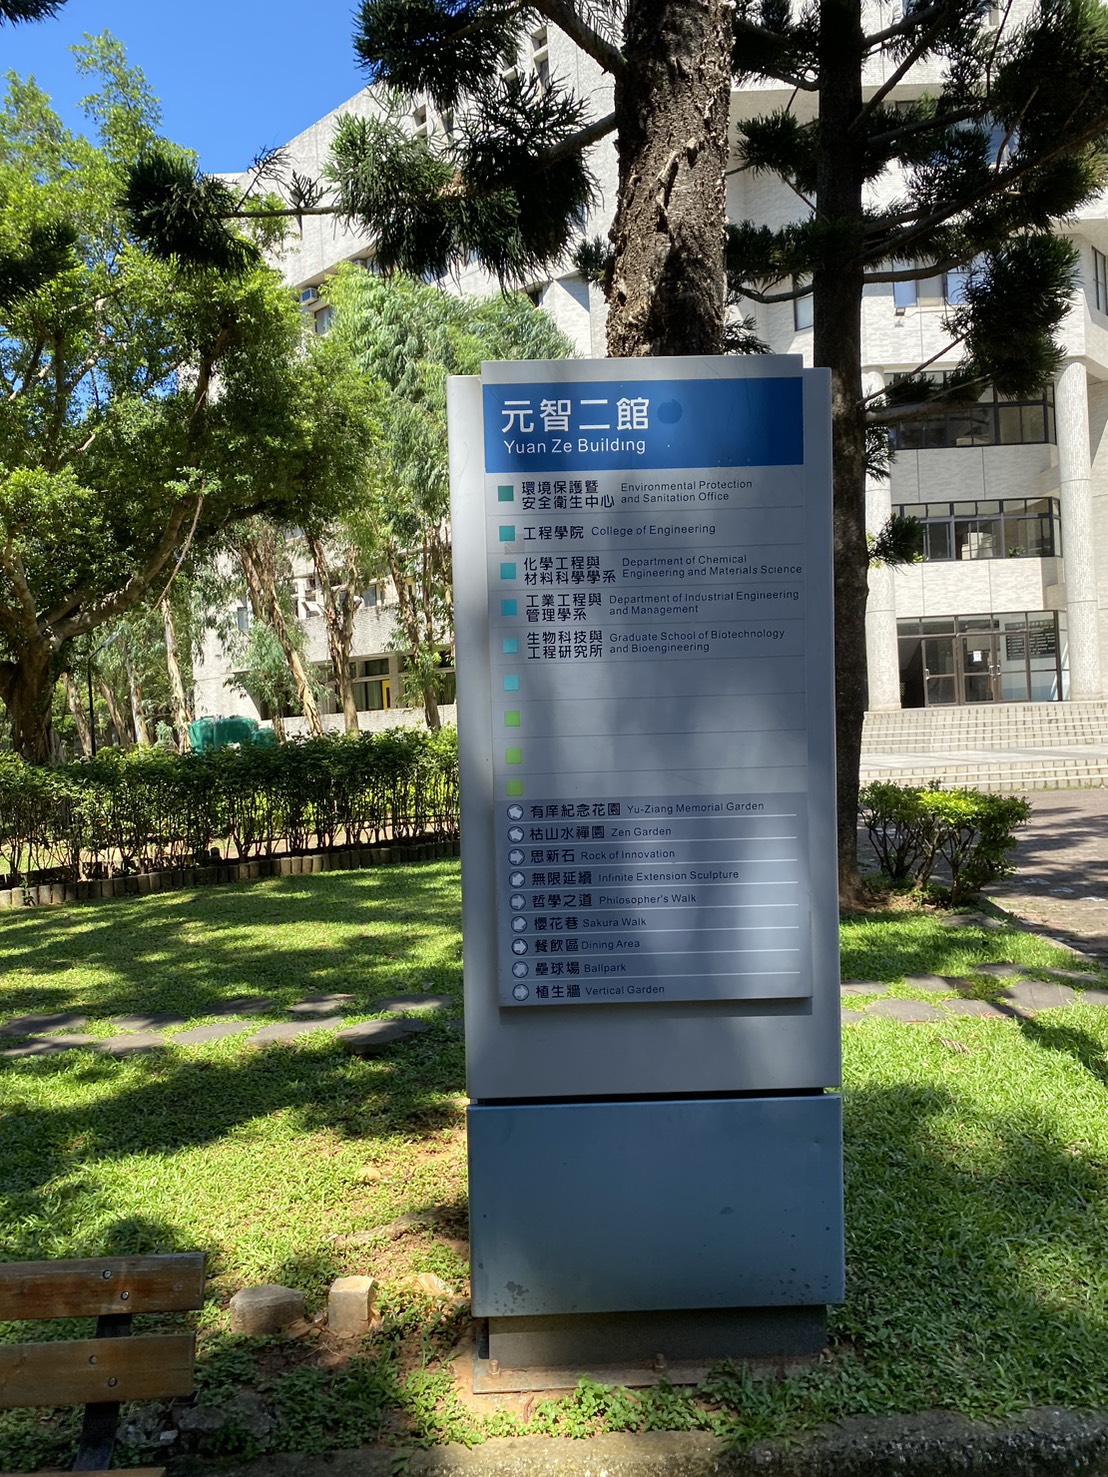 元智二館
Yuan Ze Building
環境保護暨
安全衛生中心
Environmental Protection
and Sanitation Office
工程學院 College of Engineering
化學工程與
材料科學學系
Department of Chemical
Engineering and Materials Science
工業工程與
管理學系
Department of Industrial Engineering
and Management
生物科技與
工程研究所
Graduate School of Biotechnology
and Bioengineering
有庠紀念花園 Yu-Ziang Memorial Garden
枯山水禪園 Zen Garden
思新石 Rock of Innovation
無限延續 Infinite Extension Sculpture
哲學之道 Philosopher's Walk
櫻花巷 Sakura Walk
餐飲區 Dining Area
壘球場 Ballpark
植生牆 Vertical Garden